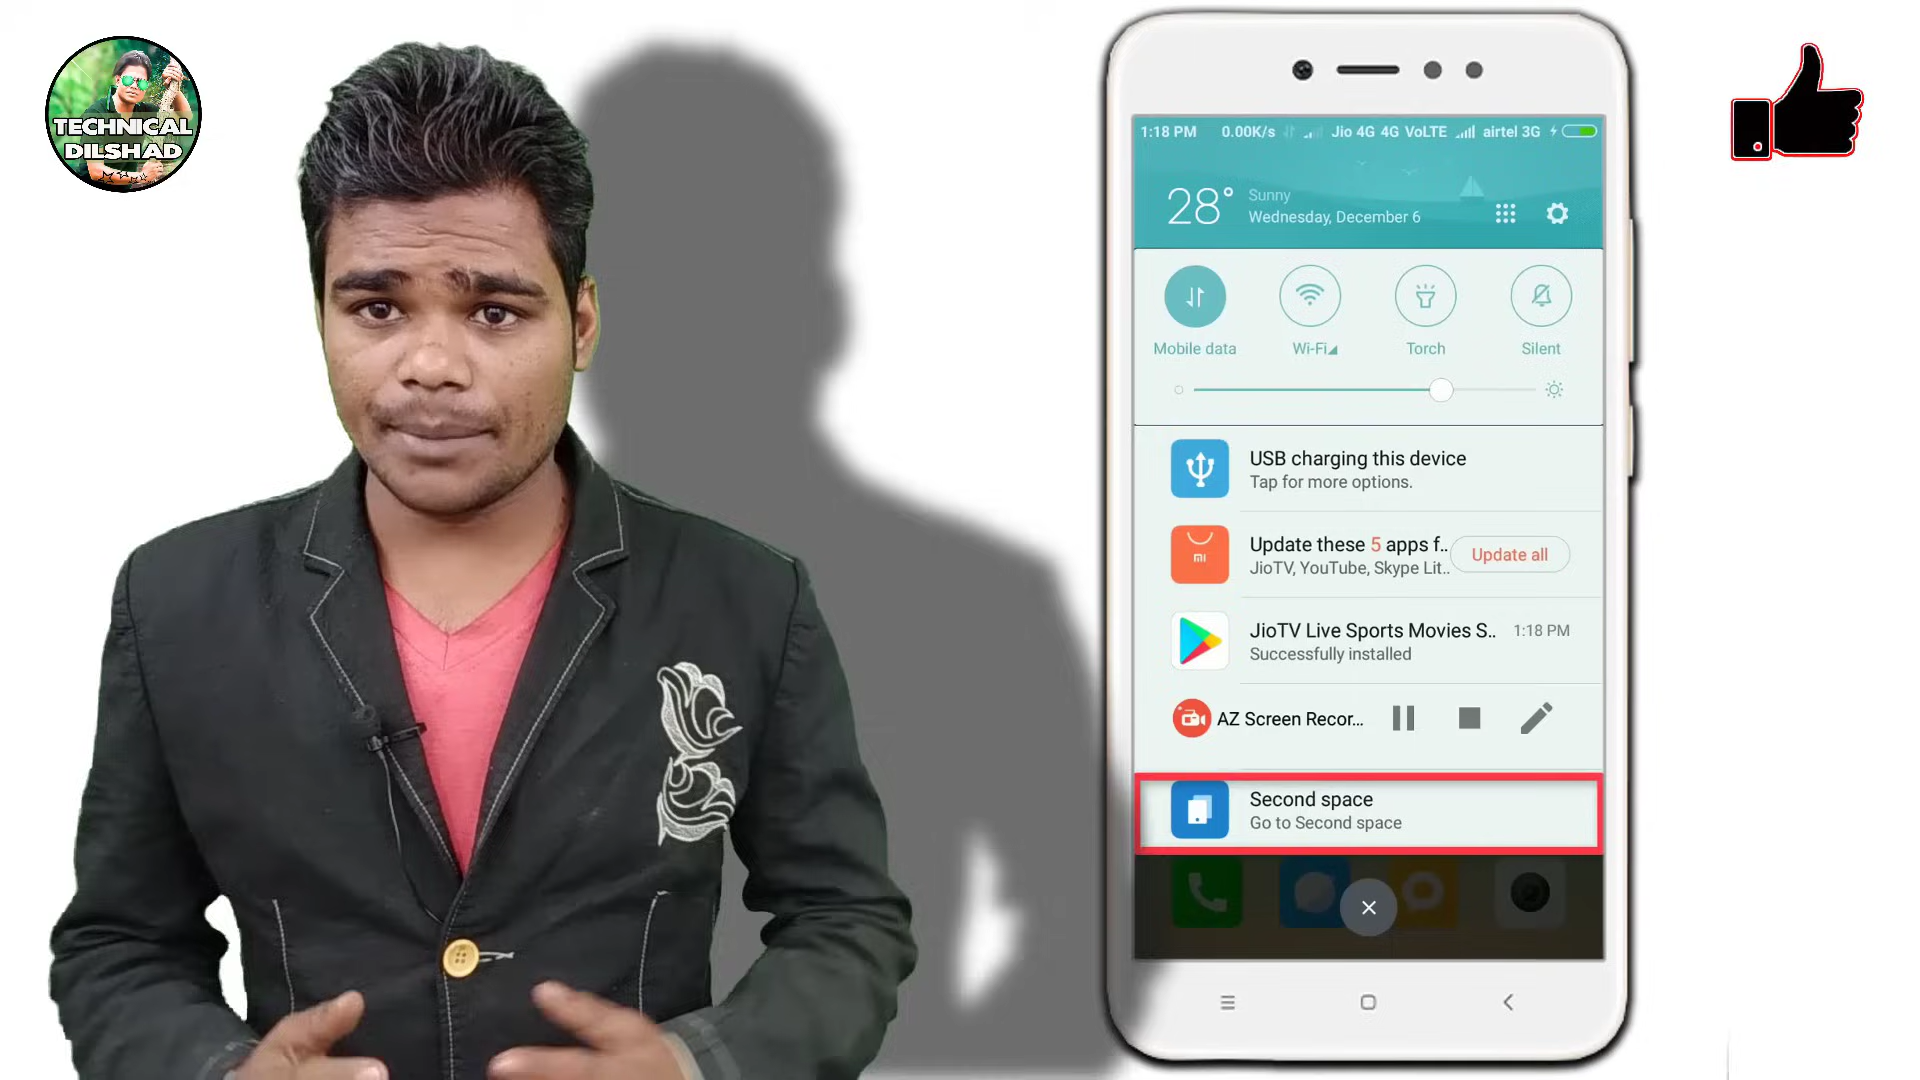 TECHNICAL
DILSHAD
1:18 PM 0.00K/s Jio 4G 4G VoLTE airtel 3G
28° Sunny
Wednesday, December 6
Mobile data Wi-Fi Torch Silent
USB charging this device
Tap for more options.
Update these 5 apps f..
JioTV, YouTube, Skype Lit..
Update all
mi
JioTV Live Sports Movies S.. 1:18 PM
Successfully installed
AZ Screen Recor...
Second space
Go to Second space